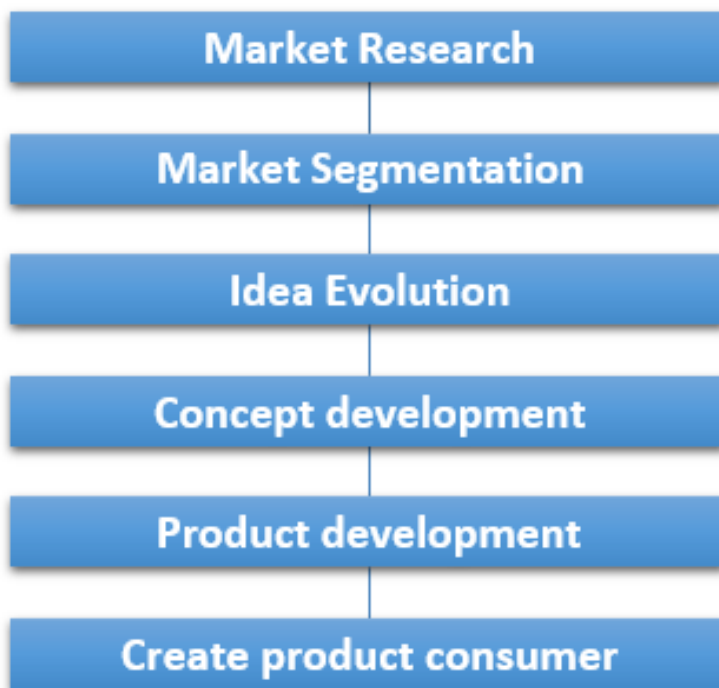 Market Research
Market Segmentation
Idea Evolution
Concept development
Product development
Create product consumer